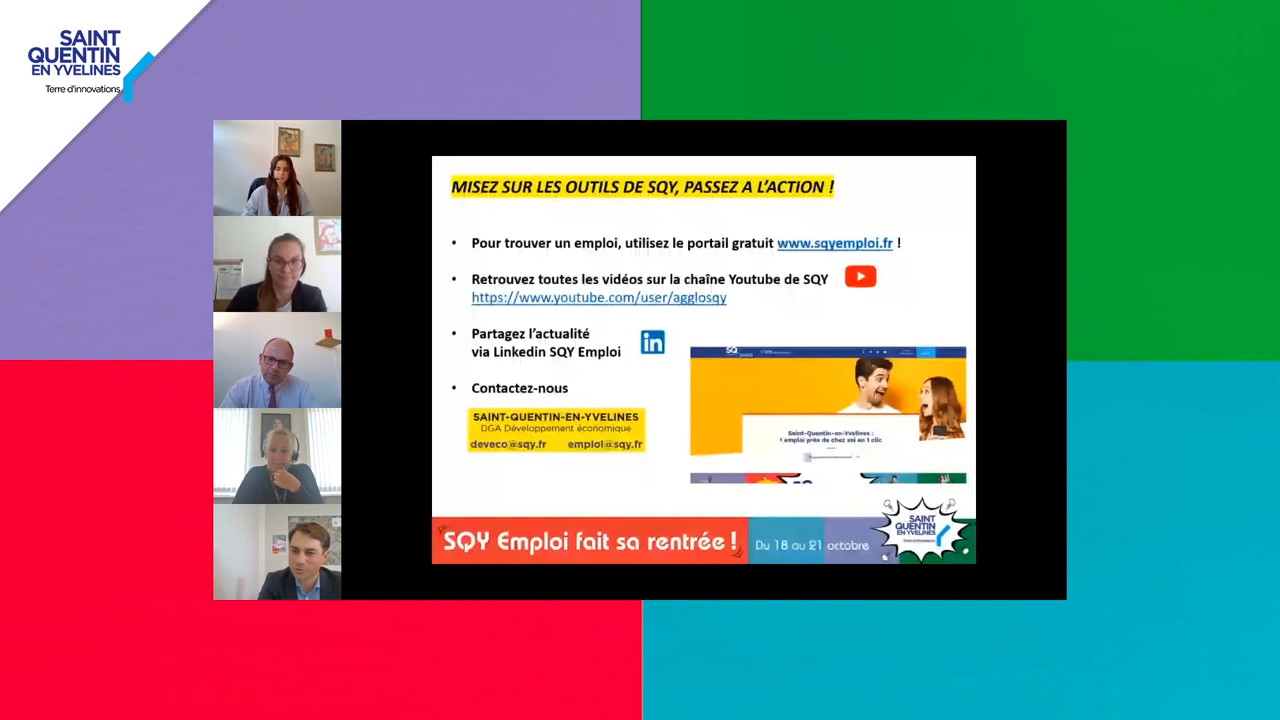 SAINT
QUENTIN
EN YVELINES
Terre d'innovations
MISEZ SUR LES OUTILS DE SQY, PASSEZ A L'ACTION !
• Pour trouver un emploi, utilisez le portail gratuit www.sqyemploi.fr !
• Retrouvez toutes les vidéos sur la chaîne Youtube de SQY
https://www.youtube.com/user/agglosqy
• Partagez l'actualité
via Linkedin SQY Emploi
in
• Contactez-nous
SAINT-QUENTIN-EN-YVELINES
DGA Développement économique
deveco@sqy.fr emploi@sqy.fr
Saint-Quentin-en-Yvelines :
1 emploi près de chez soi en 1 clic
SQY Emploi fait sa rentrée !
Du 18 au 21 octobre
SAINT
QUENTIN
EN YVELINES
Terre d'innovations